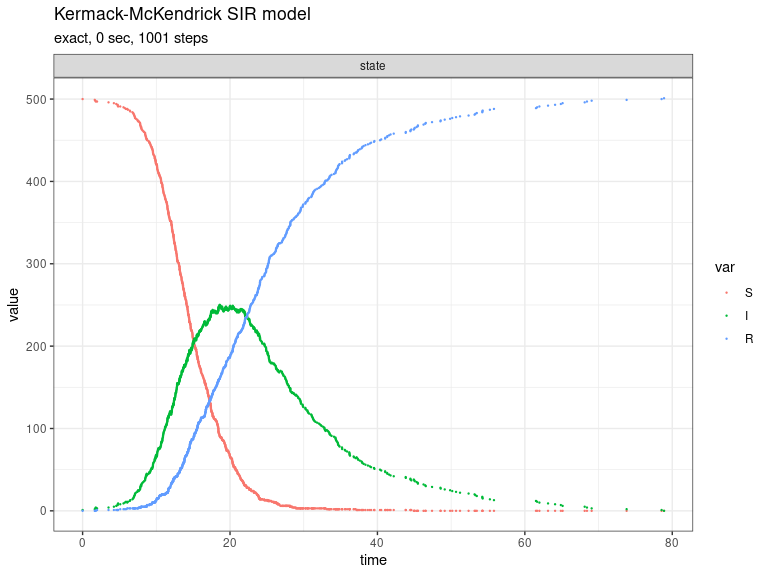 Kermack-McKendrick SIR model
exact, 0 sec, 1001 steps
state
value
500
400
300
200
100
0
0 20 40 60 80
time
var
S
I
R